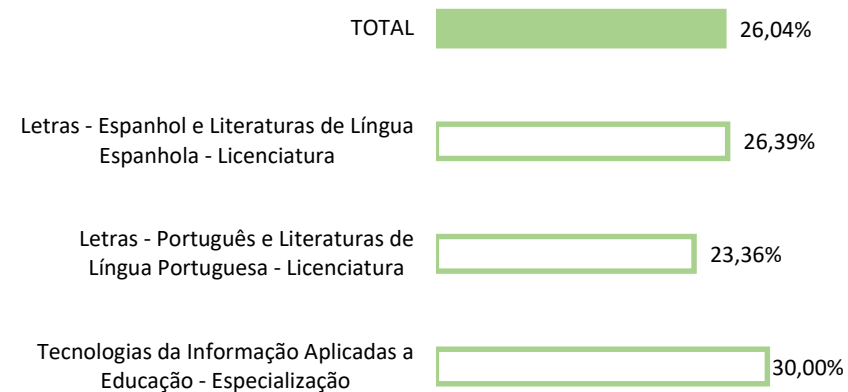 TOTAL
26,04%
Letras - Espanhol e Literaturas de Língua
Espanhola - Licenciatura
26,39%
Letras - Português e Literaturas de
Língua Portuguesa - Licenciatura
23,36%
Tecnologias da Informação Aplicadas a
Educação - Especialização
30,00%